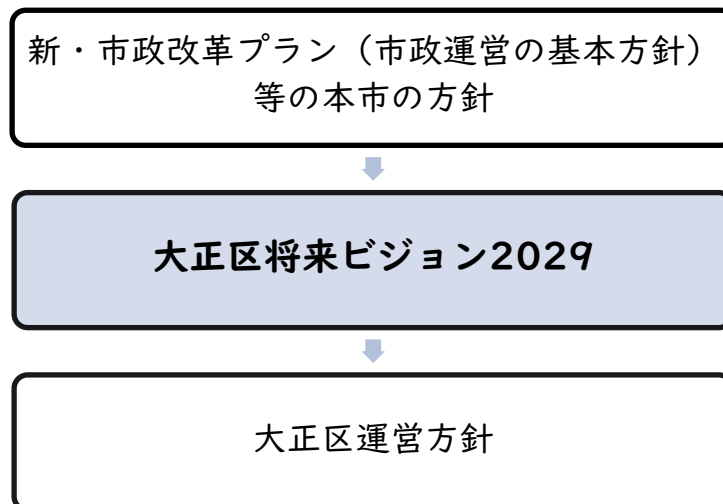 新・市政改革プラン（市政運営の基本方針）
等の本市の方針
大正区将来ビジョン2029
大正区運営方針